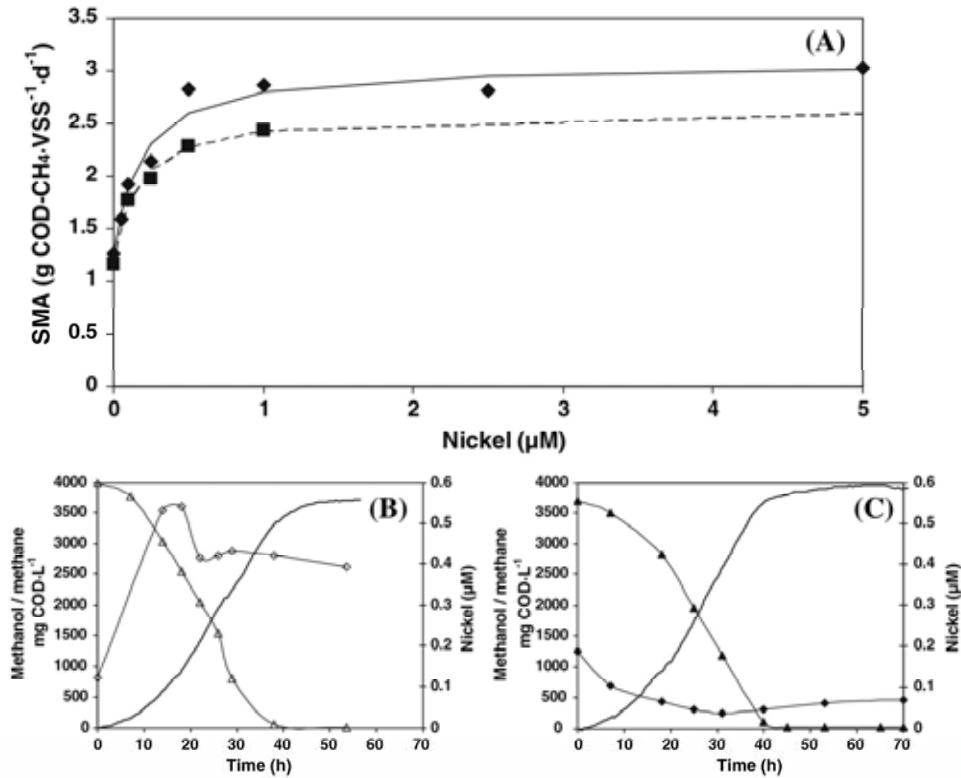 (A)
SMA (g COD-CH₄·VSS⁻¹·d⁻¹)
3.5
3
2.5
2
1.5
1
0.5
0
0 1 2 3 4 5
Nickel (µM)
(B)
Methanol / methane
mg COD·L⁻¹
4000
3500
3000
2500
2000
1500
1000
500
0
0.6
0.5
0.4
0.3
0.2
0.1
0
Nickel (µM)
0 10 20 30 40 50 60 70
Time (h)
(C)
Methanol / methane
mg COD·L⁻¹
4000
3500
3000
2500
2000
1500
1000
500
0
0.6
0.5
0.4
0.3
0.2
0.1
0
Nickel (µM)
0 10 20 30 40 50 60 70
Time (h)